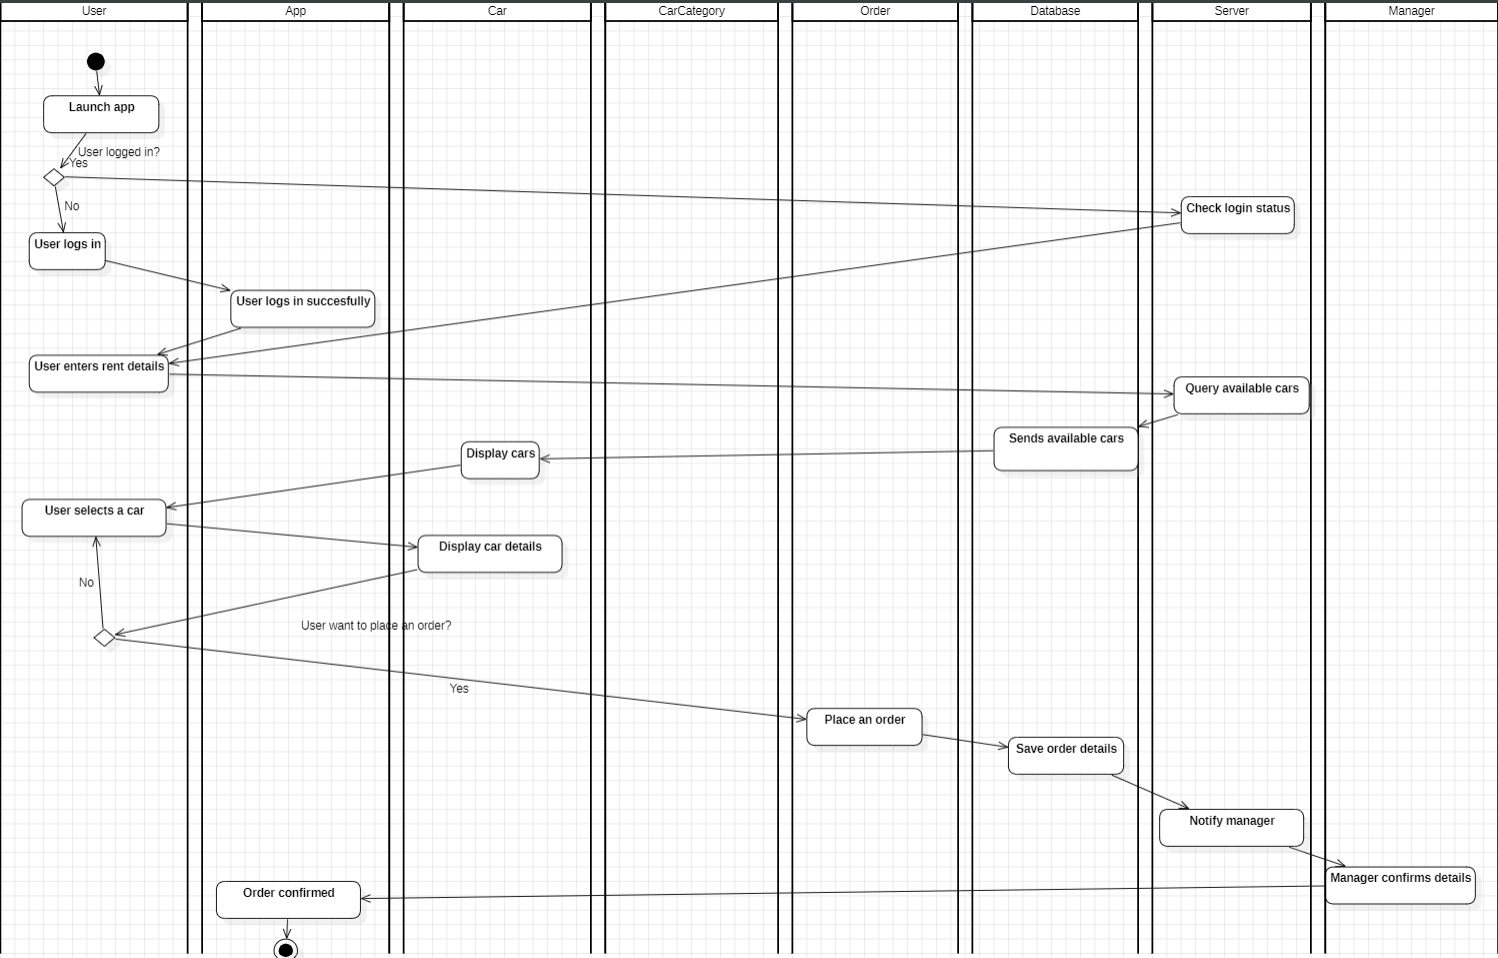 User
App
Car
CarCategory
Order
Database
Server
Manager
Launch app
User logged in?
Yes
No
Check login status
User logs in
User logs in succesfully
User enters rent details
Query available cars
Sends available cars
Display cars
User selects a car
Display car details
No
User want to place an order?
Yes
Place an order
Save order details
Notify manager
Manager confirms details
Order confirmed